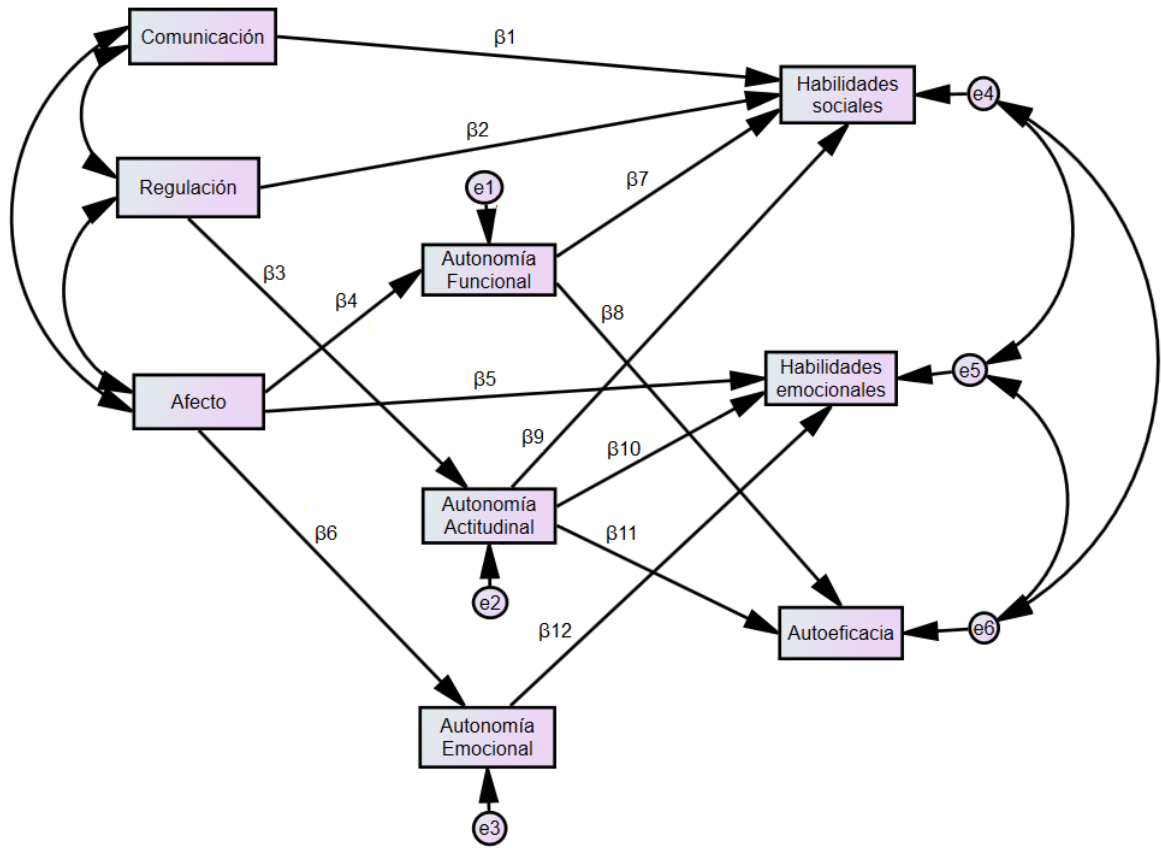 Comunicación
β1
Habilidades
sociales
e4
β2
Regulación
e1
β7
Autonomía
Funcional
β3
β4
β8
Habilidades
emocionales
e5
β5
Afecto
β9
β10
Autonomía
Actitudinal
β6
β11
e2
β12
Autoeficacia
e6
Autonomía
Emocional
e3